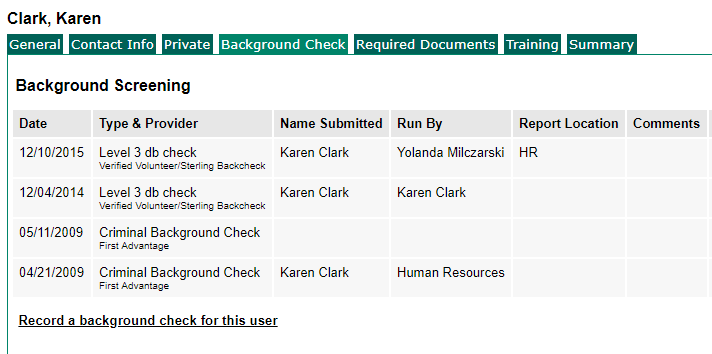 Clark, Karen
General Contact Info Private Background Check Required Documents Training Summary
Background Screening
Date Type & Provider Name Submitted Run By Report Location Comments
12/10/2015 Level 3 db check Karen Clark Yolanda Milczarski HR
Verified Volunteer/Sterling Backcheck
12/04/2014 Level 3 db check Karen Clark Karen Clark
Verified Volunteer/Sterling Backcheck
05/11/2009 Criminal Background Check
First Advantage
04/21/2009 Criminal Background Check Karen Clark Human Resources
First Advantage
Record a background check for this user